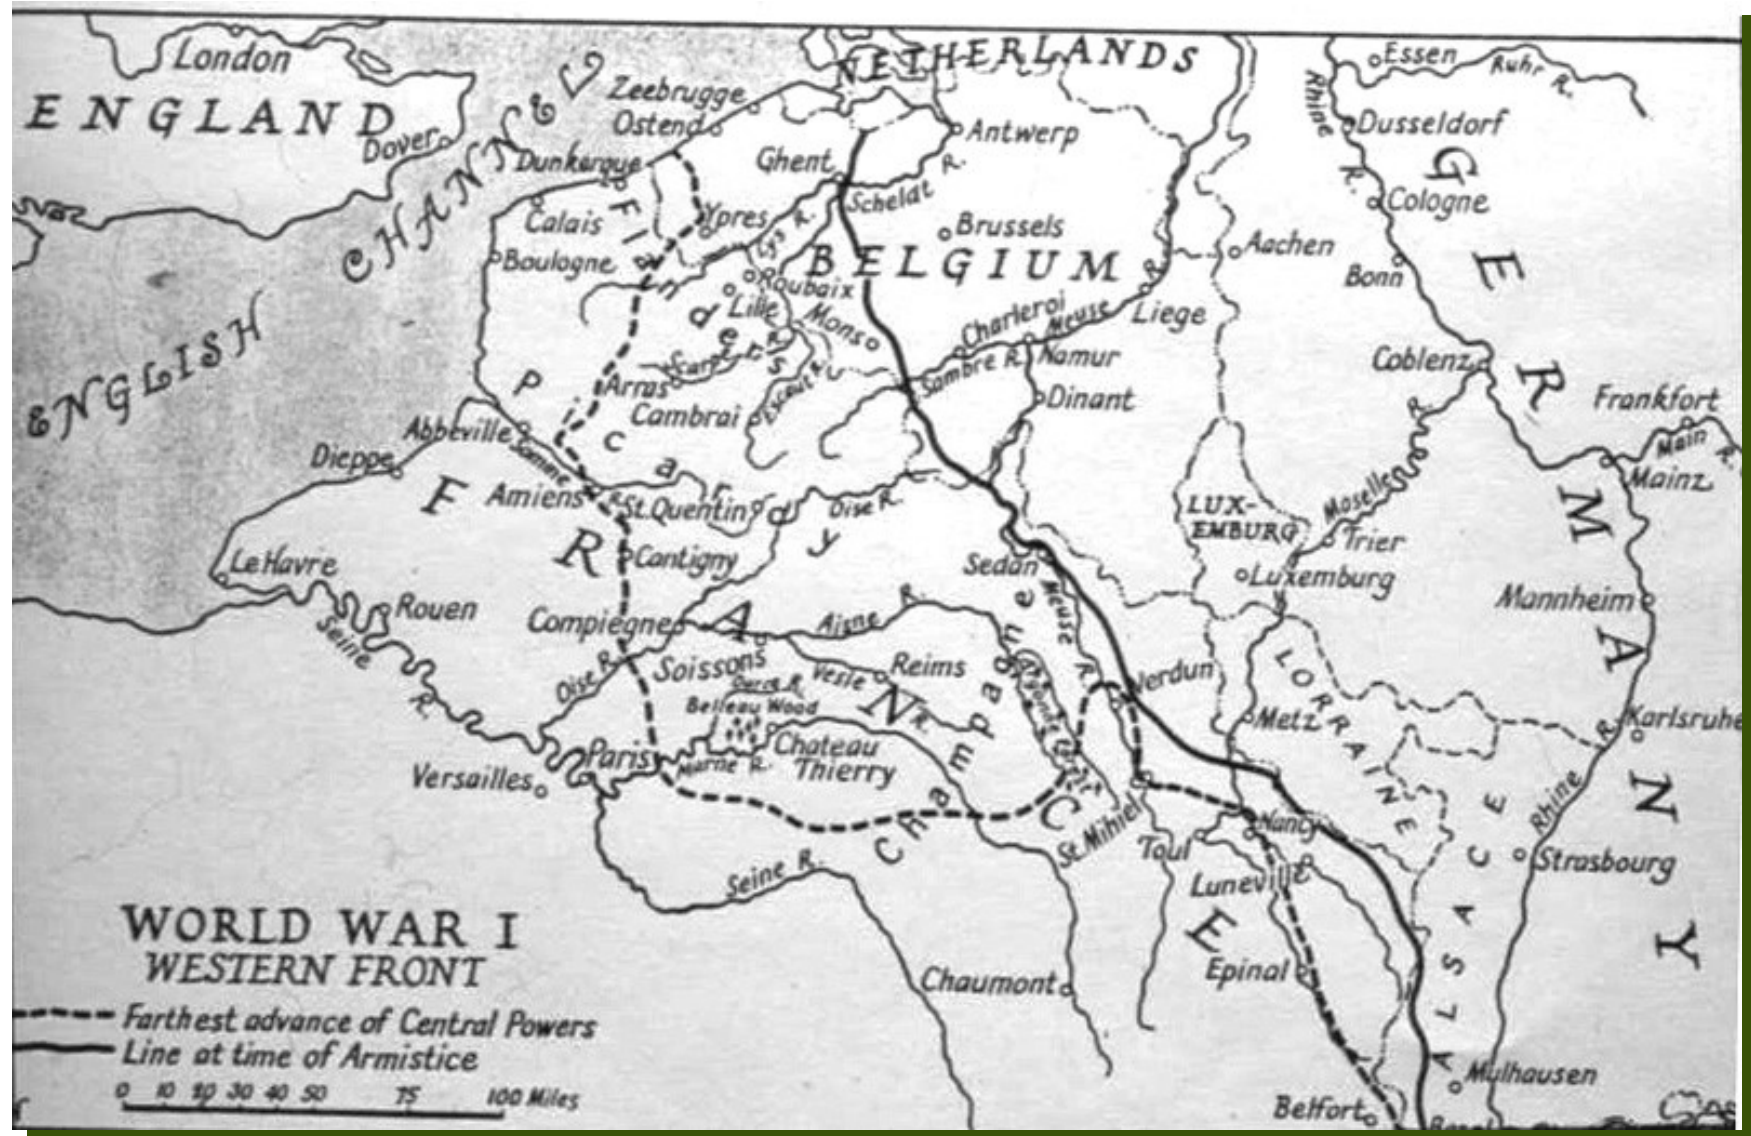 London
ENGLAND
Dover
ENGLISH CHANNEL
NETHERLANDS
Zeebrugge
Ostend
Dunkerque
Antwerp
Ghent
Scheldt R.
Calais
Flanders
Ypres
Lys R.
Brussels
Boulogne
BELGIUM
Roubaix
Lille
Mons
Charleroi
Meuse R.
Liege
Aachen
Scarpe R.
Sambre R.
Namur
Arras
Cambrai
Escaut R.
Dinant
Essen
Ruhr R.
Rhine R.
Dusseldorf
GERMANY
Cologne
Bonn
Coblenz
Frankfort
Main R.
Mainz
Moselle R.
Picardy
Abbeville
Somme R.
Dieppe
Amiens
St. Quentin
Oise R.
FRANCE
Cantigny
LUX-
EMBURG
Trier
Luxemburg
Sedan
Meuse R.
Mannheim
Le Havre
Rouen
Seine R.
Compiegne
Aisne R.
Soissons
Vesle R.
Reims
Oise R.
Ourcq R.
Belleau Wood
Champagne
Argonne Forest
Verdun
LORRAINE
Metz
Karlsruhe
Paris
Marne R.
Chateau
Thierry
Versailles
St. Mihiel
Toul
Nancy
Luneville
ALSACE
Rhine R.
Strasbourg
Seine R.
Chaumont
Epinal
Mulhausen
Belfort
Basel
WORLD WAR I
WESTERN FRONT
Farthest advance of Central Powers
Line at time of Armistice
0 10 20 30 40 50 75 100 Miles